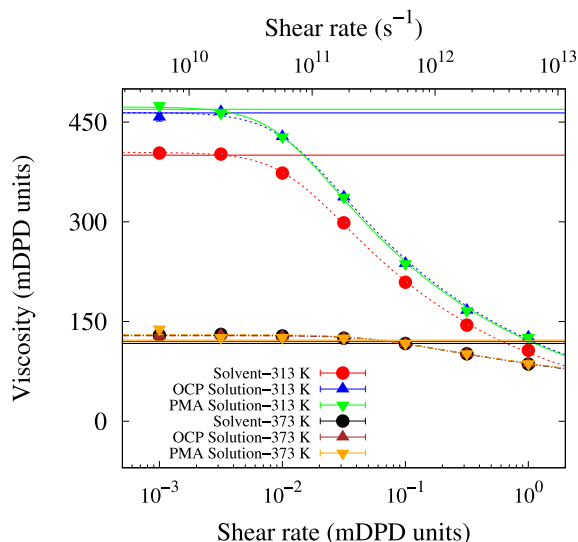 Shear rate (s⁻¹)
10¹⁰ 10¹¹ 10¹² 10¹³
Viscosity (mDPD units)
450
300
150
0
Solvent−313 K
OCP Solution−313 K
PMA Solution−313 K
Solvent−373 K
OCP Solution−373 K
PMA Solution−373 K
10⁻³ 10⁻² 10⁻¹ 10⁰
Shear rate (mDPD units)